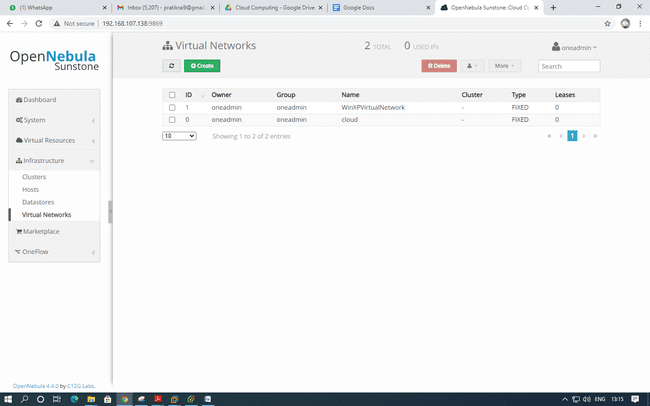 (1) WhatsApp
Inbox (5,207) - pratikrai9@gmai
Cloud Computing - Google Drive
Google Docs
OpenNebula Sunstone: Cloud Op
Not secure | 192.168.107.138:9869
OpenNebula
Sunstone
Dashboard
System
Virtual Resources
Infrastructure
Clusters
Hosts
Datastores
Virtual Networks
Marketplace
OneFlow
OpenNebula 4.4.0 by C12G Labs.
Virtual Networks
2 TOTAL 0 USED IPs
oneadmin
Create
Delete
More
Search
ID Owner Group Name Cluster Type Leases
1 oneadmin oneadmin WinXPVirtualNetwork - FIXED 0
0 oneadmin oneadmin cloud - FIXED 0
10 Showing 1 to 2 of 2 entries
1
ENG 13:15